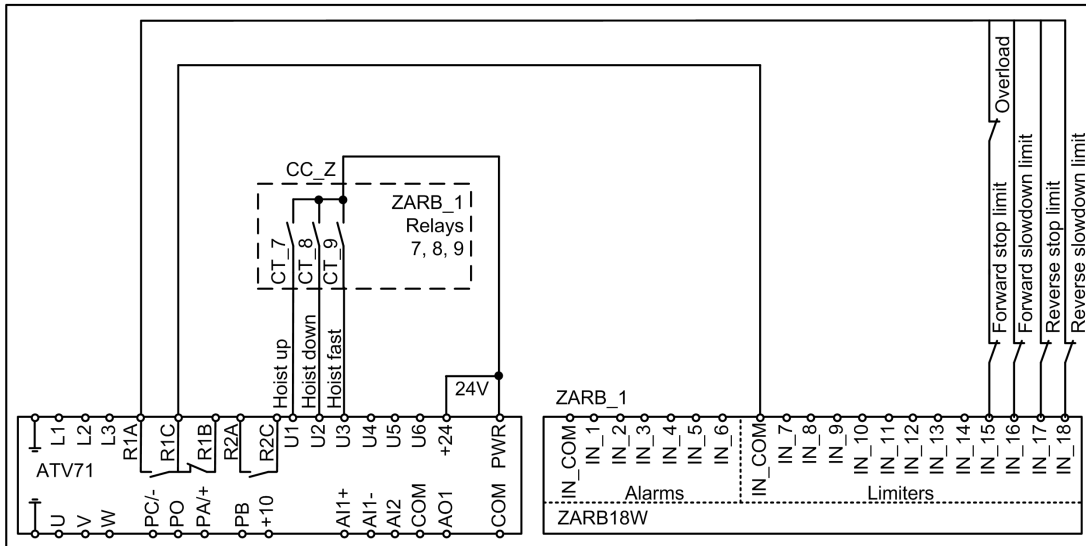 Overload
Forward stop limit
Forward slowdown limit
Reverse stop limit
Reverse slowdown limit
CC_Z
ZARB_1
Relays
7, 8, 9
CT_7
CT_8
CT_9
Hoist up
Hoist down
Hoist fast
24V
ZARB_1
L1
L2
L3
R1A
R1C
R1B
R2A
R2C
U1
U2
U3
U4
U5
U6
+24
PWR
ATV71
U
V
W
PC/-
PO
PA/+
PB
+10
AI1+
AI1-
AI2
COM
AO1
COM
IN_COM
IN_1
IN_2
IN_3
IN_4
IN_5
IN_6
IN_COM
IN_7
IN_8
IN_9
IN_10
IN_11
IN_12
IN_13
IN_14
IN_15
IN_16
IN_17
IN_18
Alarms
Limiters
ZARB18W